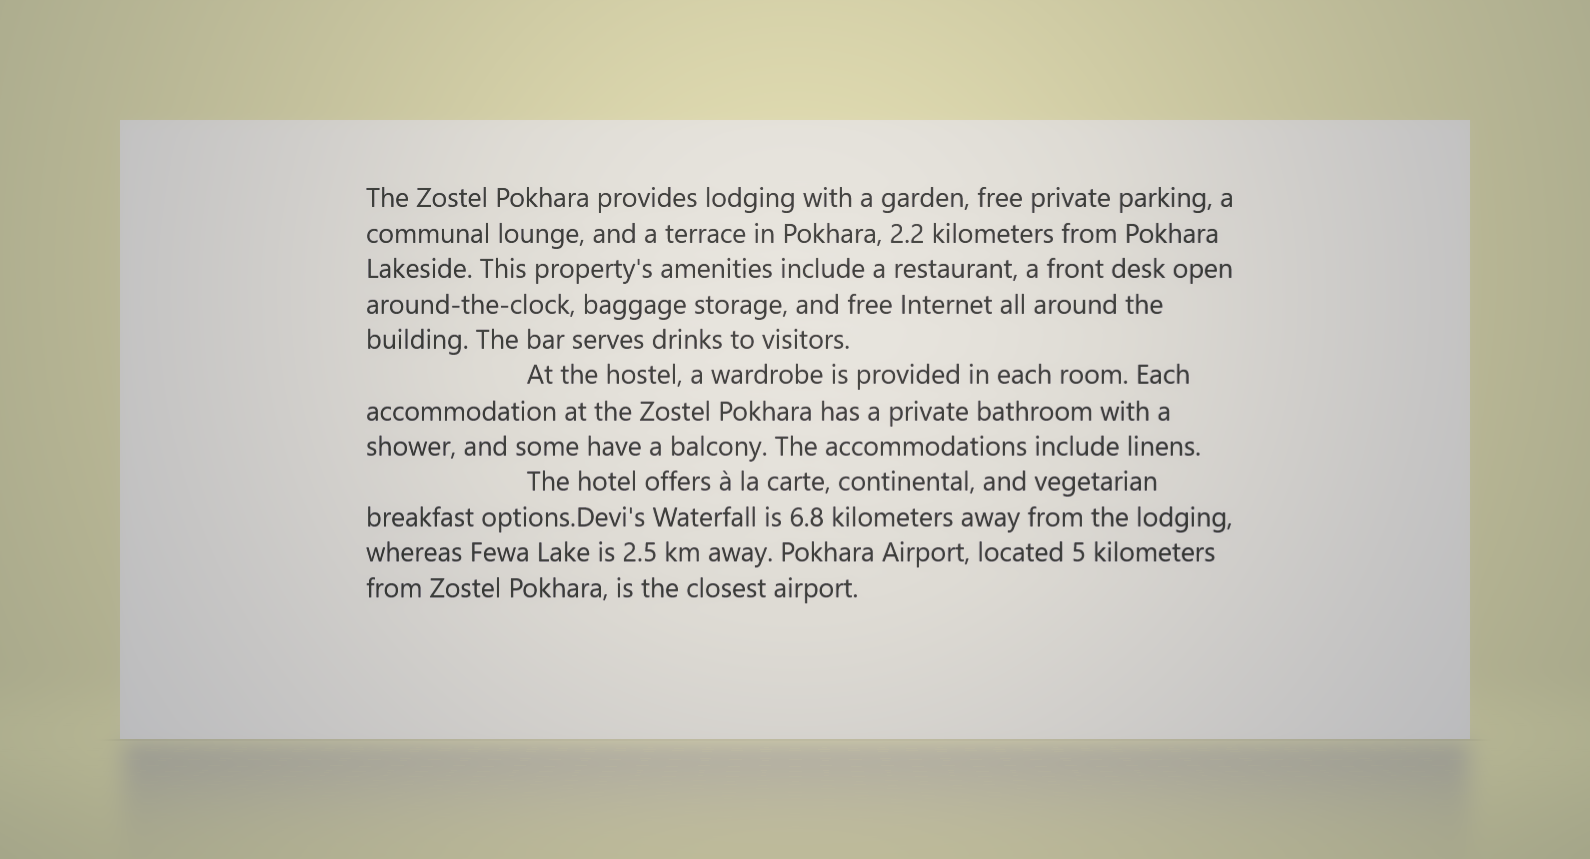 The Zostel Pokhara provides lodging with a garden, free private parking, a
communal lounge, and a terrace in Pokhara, 2.2 kilometers from Pokhara
Lakeside. This property's amenities include a restaurant, a front desk open
around-the-clock, baggage storage, and free Internet all around the
building. The bar serves drinks to visitors.
At the hostel, a wardrobe is provided in each room. Each
accommodation at the Zostel Pokhara has a private bathroom with a
shower, and some have a balcony. The accommodations include linens.
The hotel offers à la carte, continental, and vegetarian
breakfast options.Devi's Waterfall is 6.8 kilometers away from the lodging,
whereas Fewa Lake is 2.5 km away. Pokhara Airport, located 5 kilometers
from Zostel Pokhara, is the closest airport.